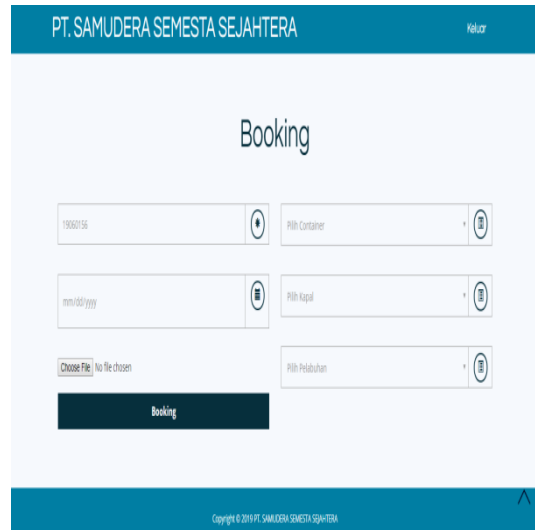 PT. SAMUDERA SEMESTA SEJAHTERA
Keluar
Booking
19060156
Pilih Container
mm/dd/yyyy
Pilih Kapal
Choose File No file chosen
Pilih Pelabuhan
Booking
Copyright © 2019 PT. SAMUDERA SEMESTA SEJAHTERA